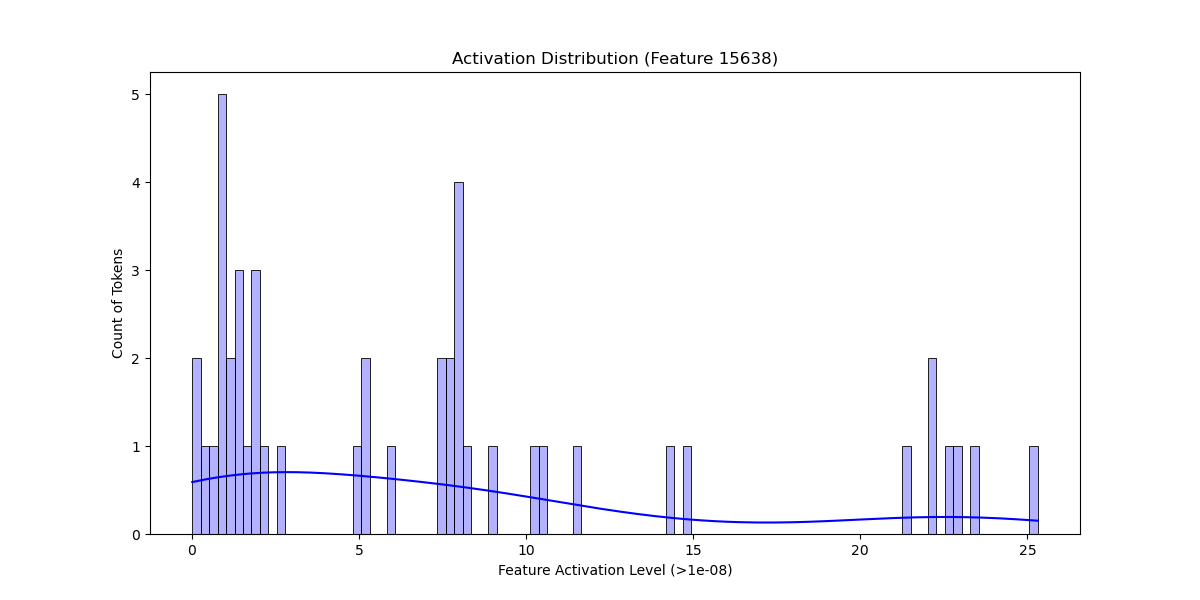 Activation Distribution (Feature 15638)
5
4
3
2
1
0
Count of Tokens
0 5 10 15 20 25
Feature Activation Level (>1e-08)